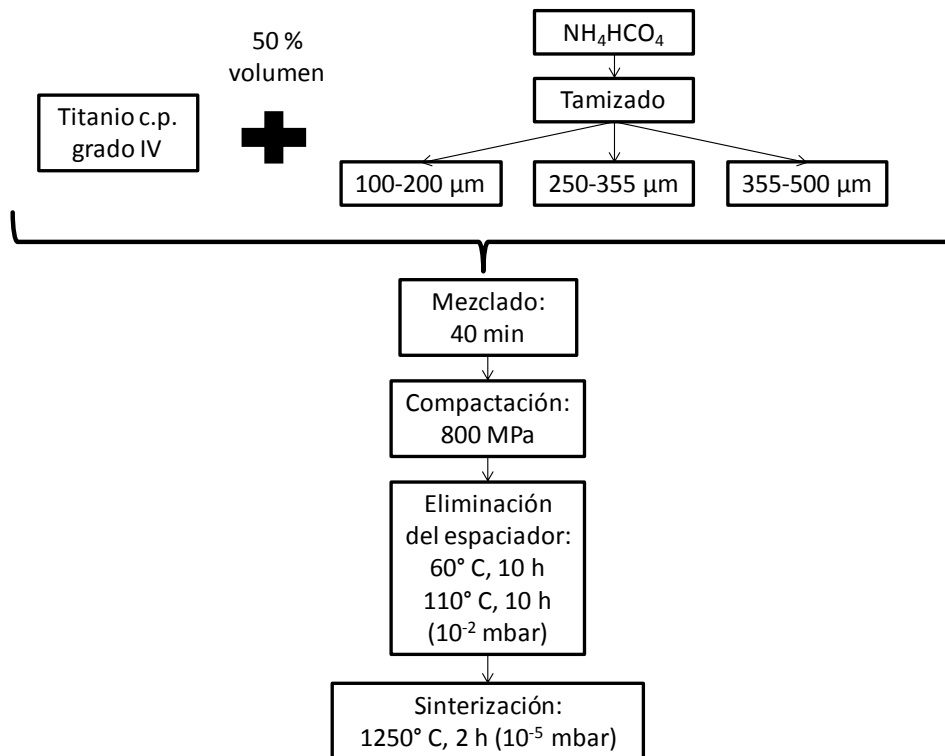 50 %
volumen
NH₄HCO₄
Titanio c.p.
grado IV
Tamizado
100-200 µm
250-355 µm
355-500 µm
Mezclado:
40 min
Compactación:
800 MPa
Eliminación
del espaciador:
60° C, 10 h
110° C, 10 h
(10⁻² mbar)
Sinterización:
1250° C, 2 h (10⁻⁵ mbar)